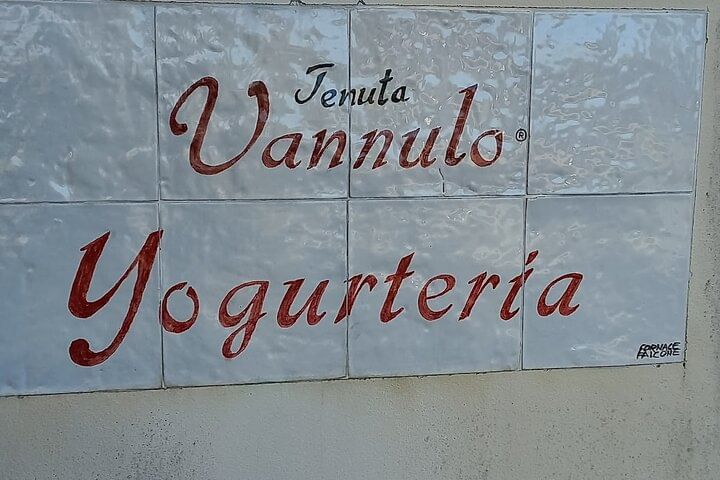 Tenuta
Vannulo®
Yogurteria
FORNACE
FALCONE